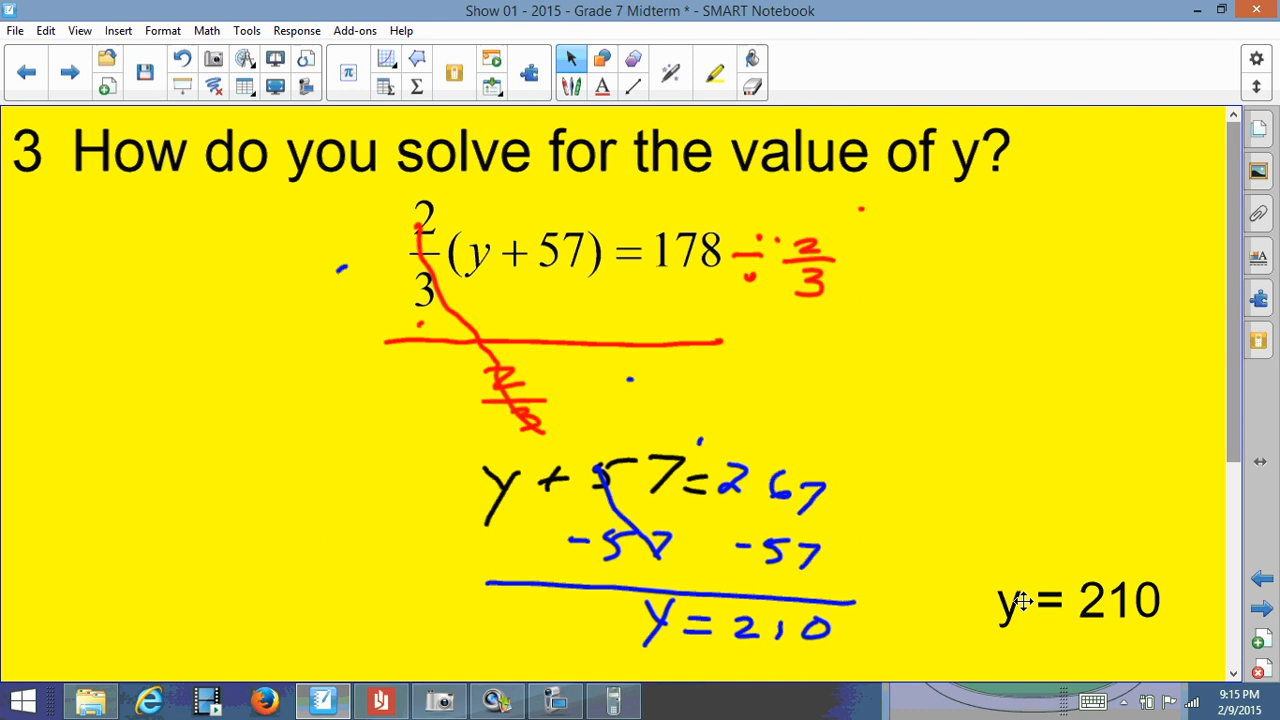 Show 01 - 2015 - Grade 7 Midterm * - SMART Notebook
File Edit View Insert Format Math Tools Response Add-ons Help
3 How do you solve for the value of y?
2/3 (y + 57) = 178 ÷ 2/3
2/3
y + 57 = 267
-57 -57
y = 210
y = 210
9:15 PM
2/9/2015